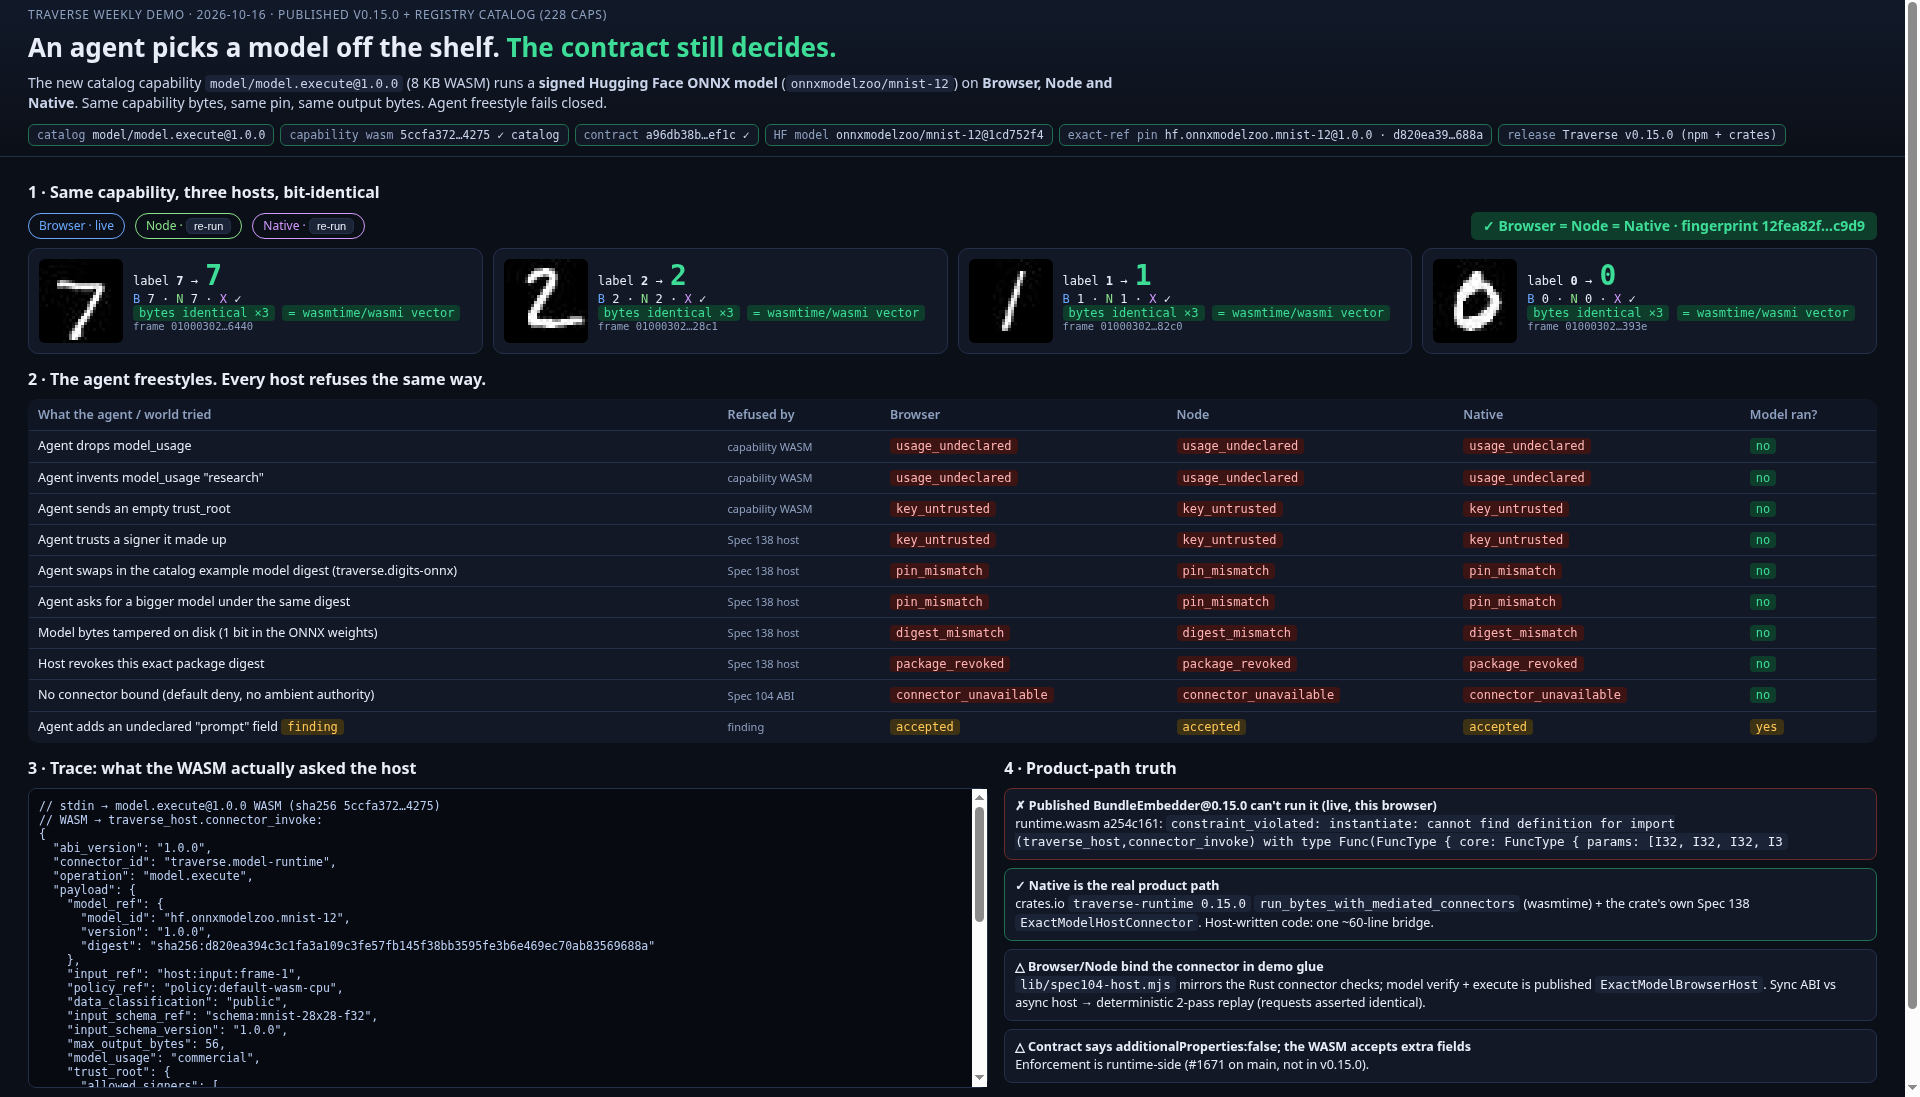 TRAVERSE WEEKLY DEMO · 2026-10-16 · PUBLISHED V0.15.0 + REGISTRY CATALOG (228 CAPS)
An agent picks a model off the shelf. The contract still decides.
The new catalog capability model/model.execute@1.0.0 (8 KB WASM) runs a signed Hugging Face ONNX model (onnxmodelzoo/mnist-12) on Browser, Node and
Native. Same capability bytes, same pin, same output bytes. Agent freestyle fails closed.
catalog model/model.execute@1.0.0 capability wasm 5ccfa372…4275 ✓ catalog contract a96db38b…ef1c ✓ HF model onnxmodelzoo/mnist-12@1cd752f4 exact-ref pin hf.onnxmodelzoo.mnist-12@1.0.0 · d820ea39…688a release Traverse v0.15.0 (npm + crates)
1 · Same capability, three hosts, bit-identical
Browser · live Node · re-run Native · re-run ✓ Browser = Node = Native · fingerprint 12fea82f…c9d9
label 7 → 7
B 7 · N 7 · X ✓
bytes identical ×3 = wasmtime/wasmi vector
frame 01000302…6440
label 2 → 2
B 2 · N 2 · X ✓
bytes identical ×3 = wasmtime/wasmi vector
frame 01000302…28c1
label 1 → 1
B 1 · N 1 · X ✓
bytes identical ×3 = wasmtime/wasmi vector
frame 01000302…82c0
label 0 → 0
B 0 · N 0 · X ✓
bytes identical ×3 = wasmtime/wasmi vector
frame 01000302…393e
2 · The agent freestyles. Every host refuses the same way.
What the agent / world tried Refused by Browser Node Native Model ran?
Agent drops model_usage capability WASM usage_undeclared usage_undeclared usage_undeclared no
Agent invents model_usage "research" capability WASM usage_undeclared usage_undeclared usage_undeclared no
Agent sends an empty trust_root capability WASM key_untrusted key_untrusted key_untrusted no
Agent trusts a signer it made up Spec 138 host key_untrusted key_untrusted key_untrusted no
Agent swaps in the catalog example model digest (traverse.digits-onnx) Spec 138 host pin_mismatch pin_mismatch pin_mismatch no
Agent asks for a bigger model under the same digest Spec 138 host pin_mismatch pin_mismatch pin_mismatch no
Model bytes tampered on disk (1 bit in the ONNX weights) Spec 138 host digest_mismatch digest_mismatch digest_mismatch no
Host revokes this exact package digest Spec 138 host package_revoked package_revoked package_revoked no
No connector bound (default deny, no ambient authority) Spec 104 ABI connector_unavailable connector_unavailable connector_unavailable no
Agent adds an undeclared "prompt" field finding finding accepted accepted accepted yes
3 · Trace: what the WASM actually asked the host
// stdin → model.execute@1.0.0 WASM (sha256 5ccfa372…4275)
// WASM → traverse_host.connector_invoke:
{
"abi_version": "1.0.0",
"connector_id": "traverse.model-runtime",
"operation": "model.execute",
"payload": {
"model_ref": {
"model_id": "hf.onnxmodelzoo.mnist-12",
"version": "1.0.0",
"digest": "sha256:d820ea394c3c1fa3a109c3fe57fb145f38bb3595fe3b6e469ec70ab83569688a"
},
"input_ref": "host:input:frame-1",
"policy_ref": "policy:default-wasm-cpu",
"data_classification": "public",
"input_schema_ref": "schema:mnist-28x28-f32",
"input_schema_version": "1.0.0",
"max_output_bytes": 56,
"model_usage": "commercial",
"trust_root": {
"allowed_signers": [
4 · Product-path truth
✗ Published BundleEmbedder@0.15.0 can't run it (live, this browser)
runtime.wasm a254c161: constraint_violated: instantiate: cannot find definition for import
(traverse_host,connector_invoke) with type Func(FuncType { core: FuncType { params: [I32, I32, I32, I3
✓ Native is the real product path
crates.io traverse-runtime 0.15.0 run_bytes_with_mediated_connectors (wasmtime) + the crate's own Spec 138
ExactModelHostConnector. Host-written code: one ~60-line bridge.
△ Browser/Node bind the connector in demo glue
lib/spec104-host.mjs mirrors the Rust connector checks; model verify + execute is published ExactModelBrowserHost. Sync ABI vs
async host → deterministic 2-pass replay (requests asserted identical).
△ Contract says additionalProperties:false; the WASM accepts extra fields
Enforcement is runtime-side (#1671 on main, not in v0.15.0).